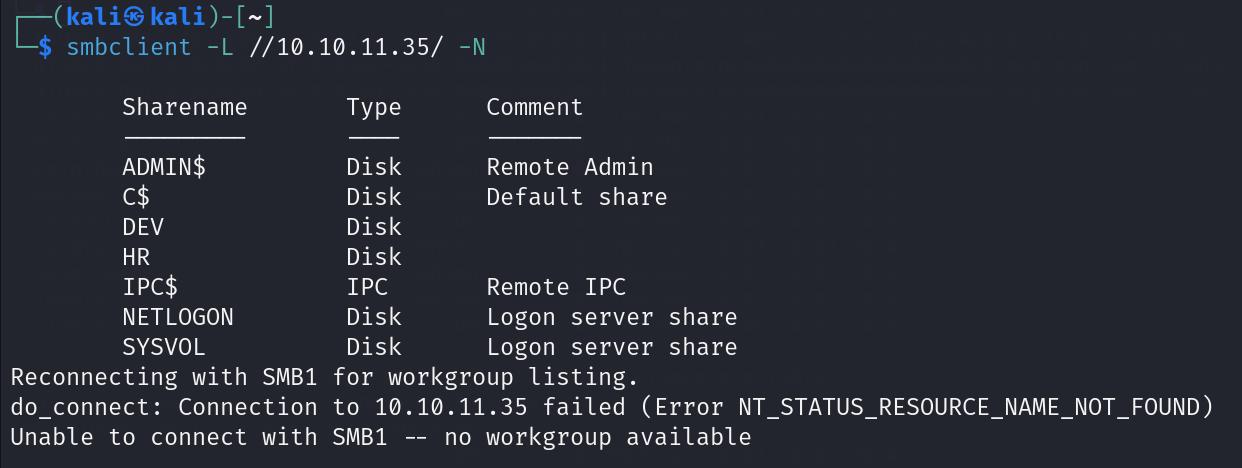 ┌──(kali㉿kali)-[~]
└─$ smbclient -L //10.10.11.35/ -N
Sharename Type Comment
--------- ---- -------
ADMIN$ Disk Remote Admin
C$ Disk Default share
DEV Disk
HR Disk
IPC$ IPC Remote IPC
NETLOGON Disk Logon server share
SYSVOL Disk Logon server share
Reconnecting with SMB1 for workgroup listing.
do_connect: Connection to 10.10.11.35 failed (Error NT_STATUS_RESOURCE_NAME_NOT_FOUND)
Unable to connect with SMB1 -- no workgroup available